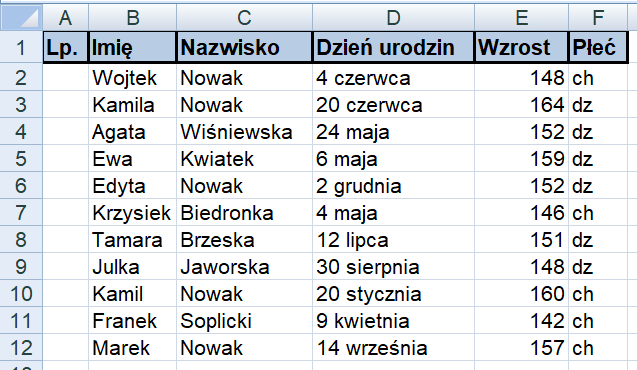 A B C D E F
1 Lp. Imię Nazwisko Dzień urodzin Wzrost Płeć
2 Wojtek Nowak 4 czerwca 148 ch
3 Kamila Nowak 20 czerwca 164 dz
4 Agata Wiśniewska 24 maja 152 dz
5 Ewa Kwiatek 6 maja 159 dz
6 Edyta Nowak 2 grudnia 152 dz
7 Krzysiek Biedronka 4 maja 146 ch
8 Tamara Brzeska 12 lipca 151 dz
9 Julka Jaworska 30 sierpnia 148 dz
10 Kamil Nowak 20 stycznia 160 ch
11 Franek Soplicki 9 kwietnia 142 ch
12 Marek Nowak 14 września 157 ch